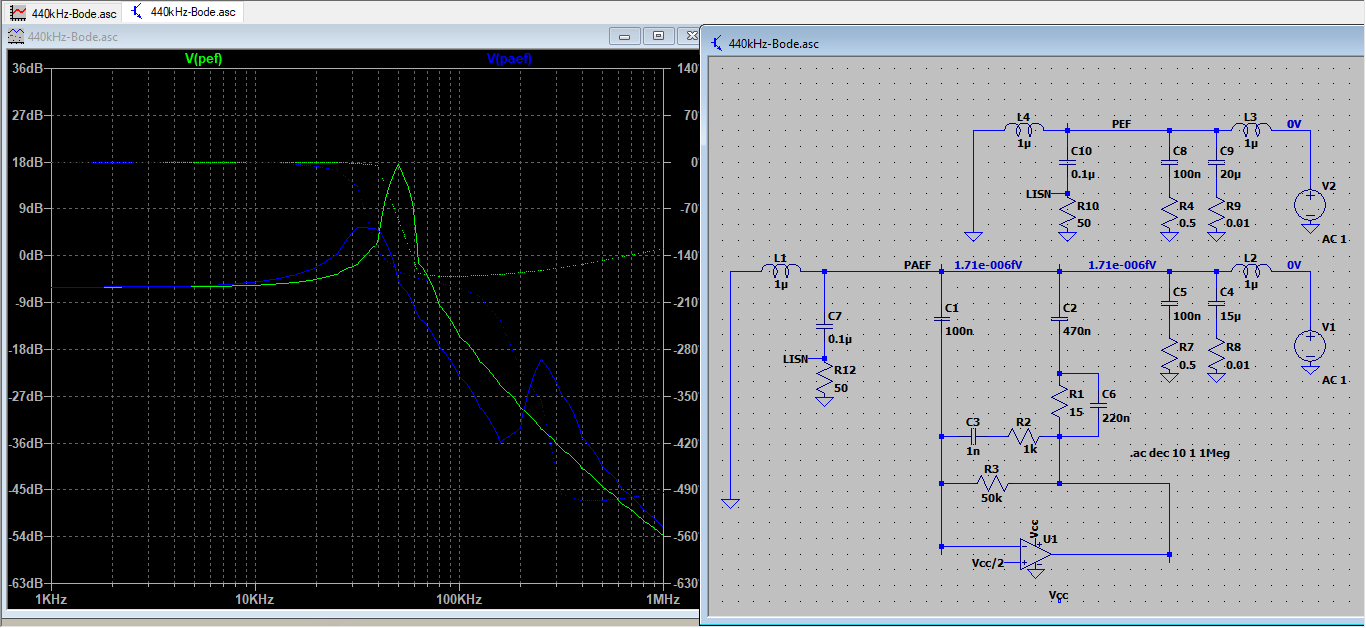 440kHz-Bode.asc
440kHz-Bode.asc
440kHz-Bode.asc
V(pef)
V(paef)
36dB
27dB
18dB
9dB
0dB
-9dB
-18dB
-27dB
-36dB
-45dB
-54dB
-63dB
140
70
0
-70
-140
-210
-280
-350
-420
-490
-560
-630
1KHz
10KHz
100KHz
1MHz
440kHz-Bode.asc
L4
1µ
PEF
L3
1µ
0V
C10
0.1µ
C8
100n
C9
20µ
LISN
R10
50
R4
0.5
R9
0.01
V2
AC 1
L1
1µ
PAEF
1.71e-006fV
1.71e-006fV
L2
1µ
0V
C7
0.1µ
C1
100n
C2
470n
C5
100n
C4
15µ
V1
LISN
R12
50
R7
0.5
R8
0.01
AC 1
R1
15
C6
220n
C3
1n
R2
1k
.ac dec 10 1 1Meg
R3
50k
Vcc
U1
Vcc/2
Vcc